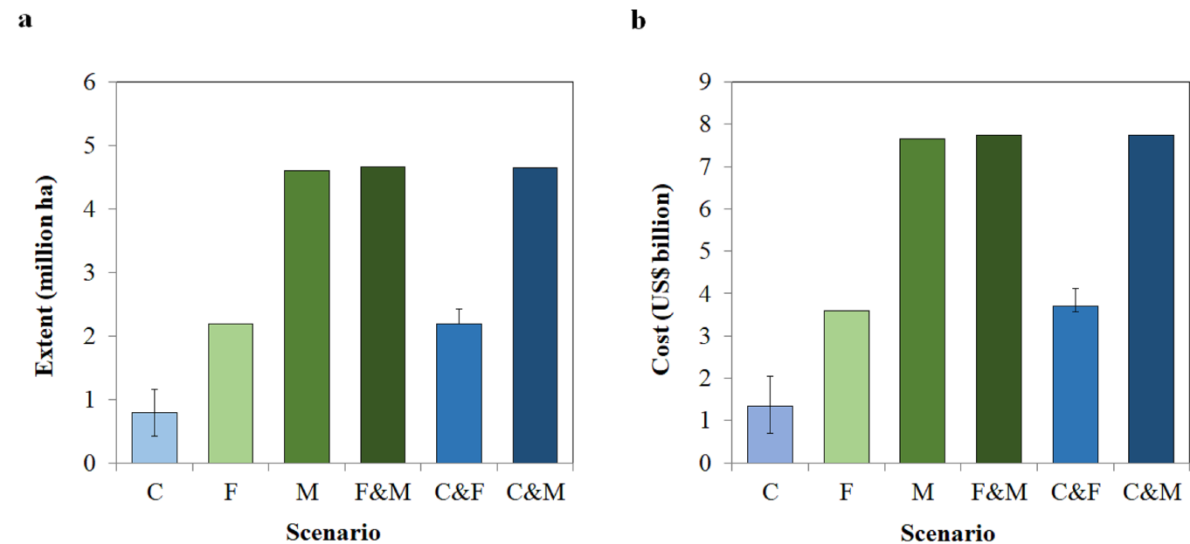 a
6
5
4
3
2
1
0
Extent (million ha)
C F M F&M C&F C&M
Scenario
b
9
8
7
6
5
4
3
2
1
0
Cost (US$ billion)
C F M F&M C&F C&M
Scenario